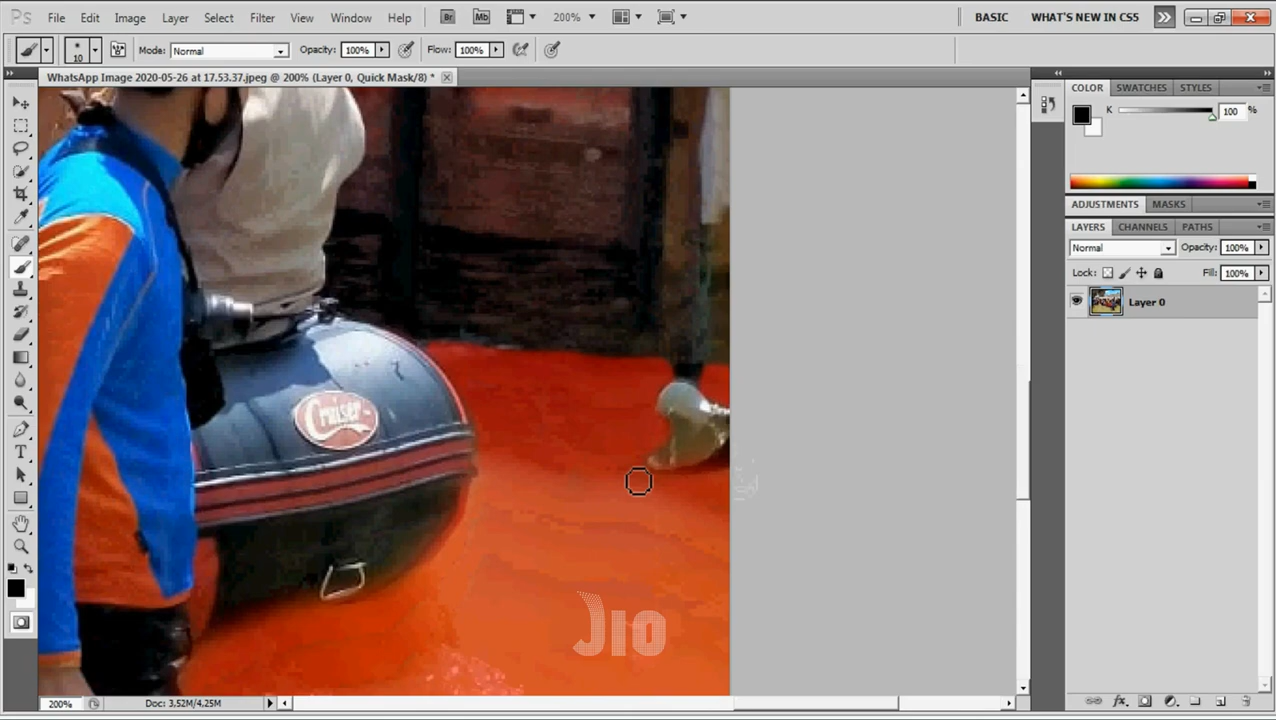 Ps File Edit Image Layer Select Filter View Window Help Br Mb 200% BASIC WHAT'S NEW IN CS5
10 Mode: Normal Opacity: 100% Flow: 100%
WhatsApp Image 2020-05-26 at 17.53.37.jpeg @ 200% (Layer 0, Quick Mask/8) *
COLOR SWATCHES STYLES
K 100 %
ADJUSTMENTS MASKS
LAYERS CHANNELS PATHS
Normal Opacity: 100%
Lock: Fill: 100%
Layer 0
Cruiser
JIO
200% Doc: 3,52M/4,25M